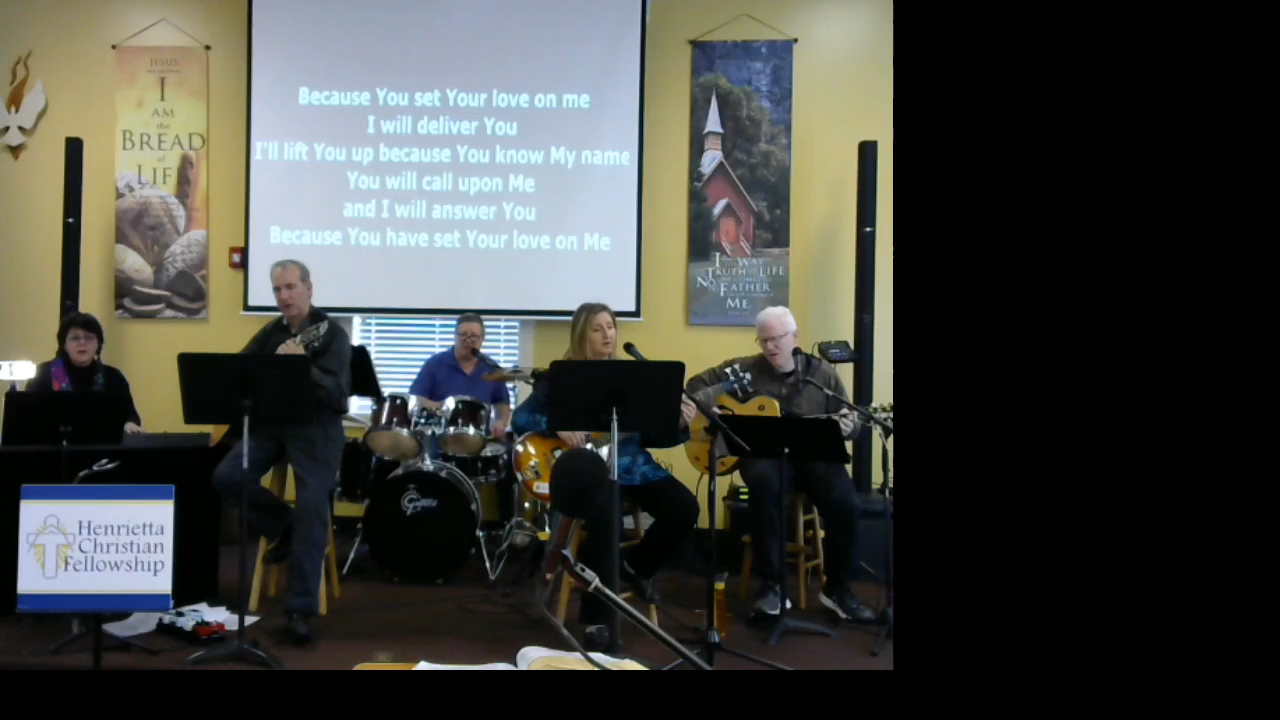 JESUS
I
AM
the
BREAD
of
LIFE
Because You set Your love on me
I will deliver You
I'll lift You up because You know My name
You will call upon Me
and I will answer You
Because You have set Your love on Me
I
WAY
TRUTH LIFE
NO
FATHER
ME
Henrietta
Christian
Fellowship